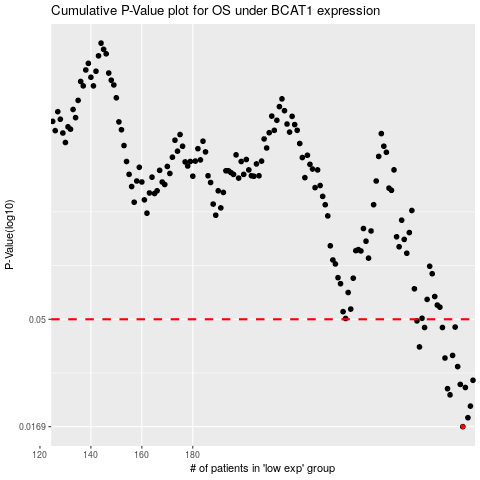 Cumulative P-Value plot for OS under BCAT1 expression
P-Value(log10)
0.05
0.0169
120 140 160 180
# of patients in 'low exp' group